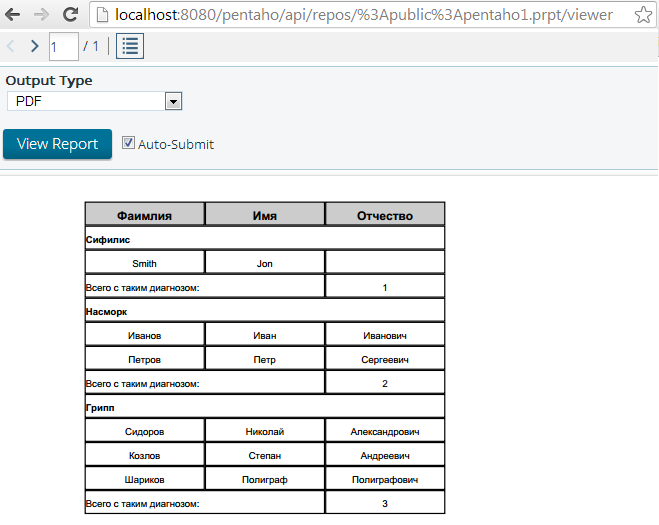 localhost:8080/pentaho/api/repos/%3Apublic%3Apentaho1.prpt/viewer
1 / 1
Output Type
PDF
View Report Auto-Submit
Фаимлия Имя Отчество
Сифилис
Smith Jon
Всего с таким диагнозом: 1
Насморк
Иванов Иван Иванович
Петров Петр Сергеевич
Всего с таким диагнозом: 2
Грипп
Сидоров Николай Александрович
Козлов Степан Андреевич
Шариков Полиграф Полиграфович
Всего с таким диагнозом: 3